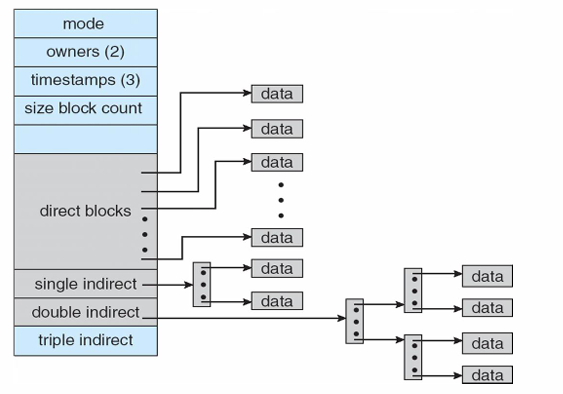 mode
owners (2)
timestamps (3)
size block count
direct blocks
single indirect
double indirect
triple indirect
data
data
data
data
data
data
data
data
data
data